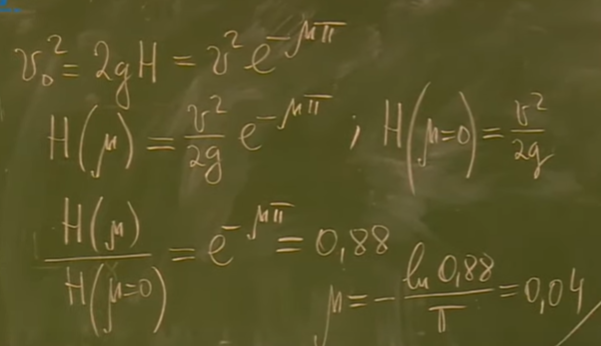 v₀² = 2gH = v² e^{-μπ}
H(μ) = v²/2g e^{-μπ} ; H(μ=0) = v²/2g
H(μ)/H(μ=0) = e^{-μπ} = 0,88
μ = - ln 0,88/π = 0,04